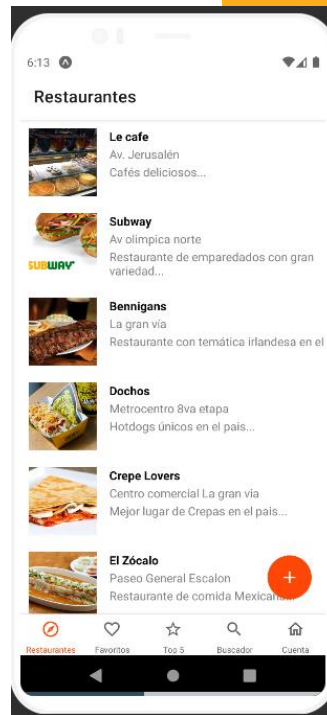 6:13
Restaurantes
Le cafe
Av. Jerusalén
Cafés deliciosos...
SUBWAY
Subway
Av olimpica norte
Restaurante de emparedados con gran
variedad...
Bennigans
La gran vía
Restaurante con temática irlandesa en el
Dochos
Metrocentro 8va etapa
Hotdogs únicos en el pais...
Crepe Lovers
Centro comercial La gran via
Mejor lugar de Crepas en el pais...
El Zócalo
Paseo General Escalon
Restaurante de comida Mexicana...
+
Restaurantes Favoritos Top 5 Buscador Cuenta